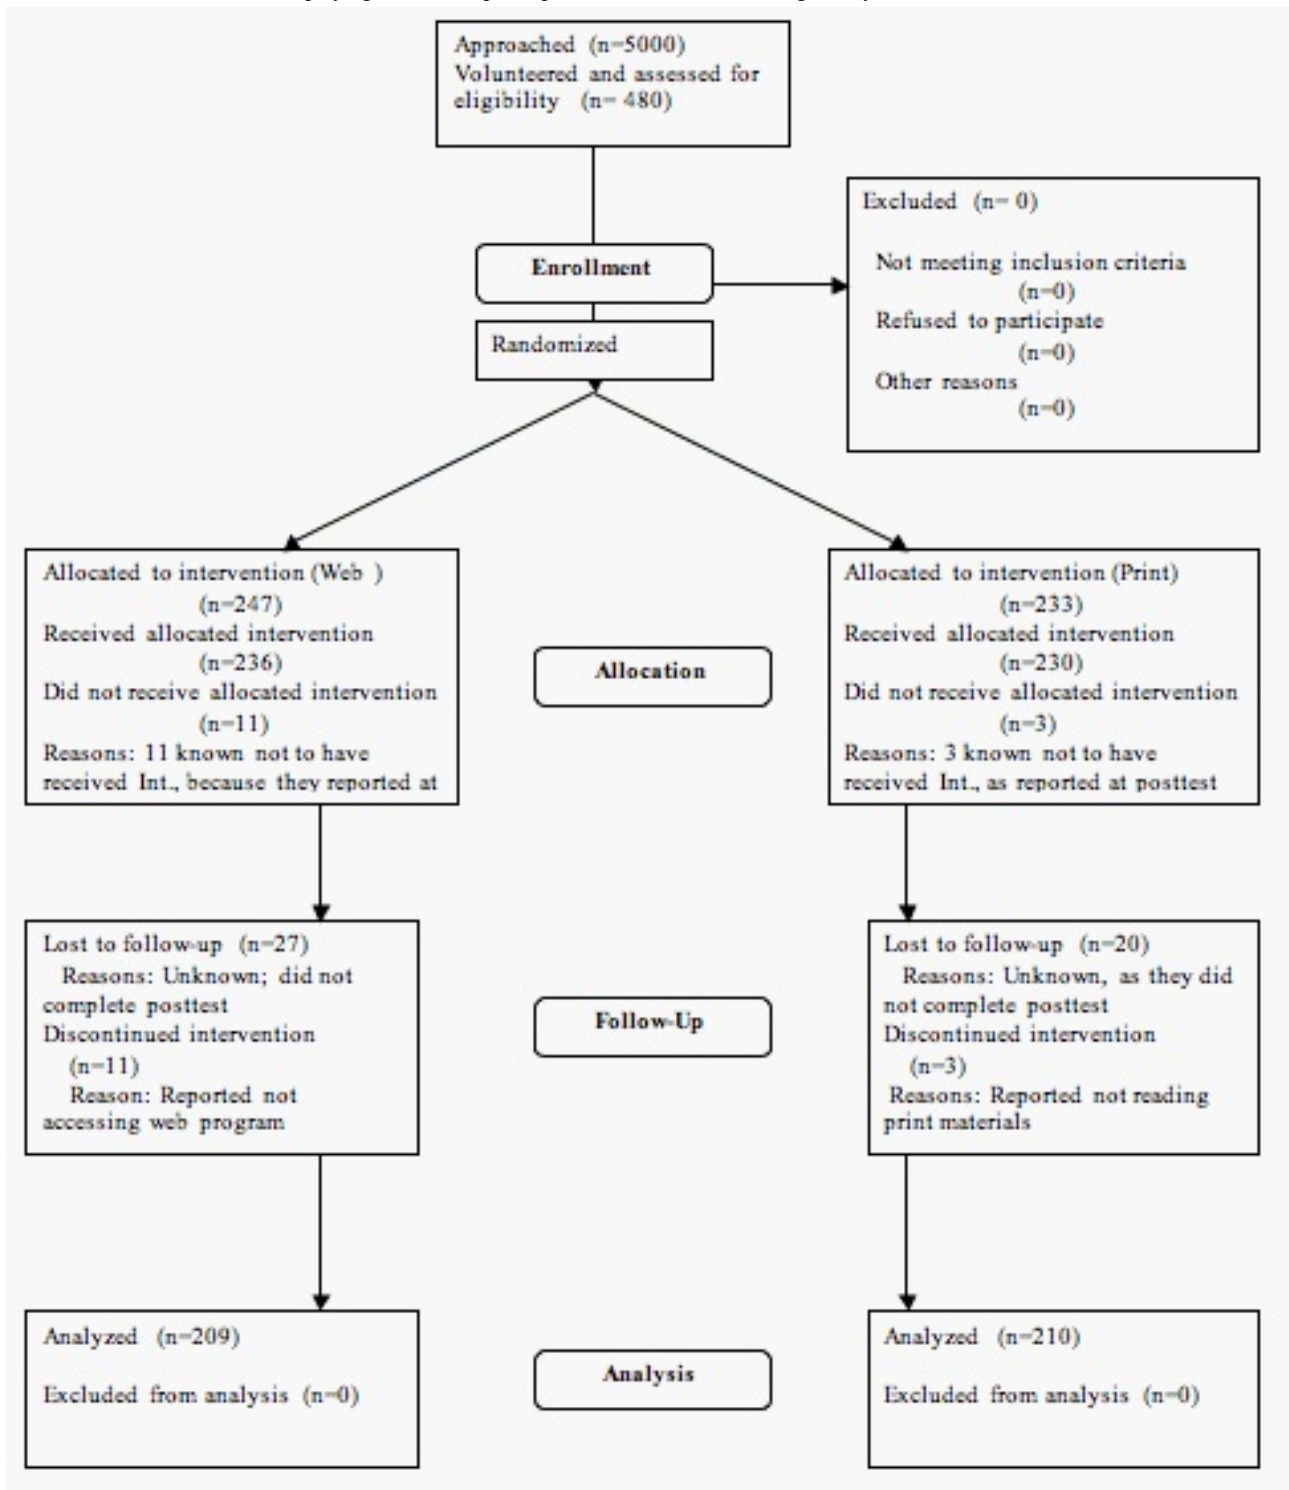 Approached (n=5000)
Volunteered and assessed for
eligibility (n= 480)
Excluded (n= 0)
Not meeting inclusion criteria
(n=0)
Refused to participate
(n=0)
Other reasons
(n=0)
Enrollment
Randomized
Allocated to intervention (Web )
(n=247)
Received allocated intervention
(n=236)
Did not receive allocated intervention
(n=11)
Reasons: 11 known not to have
received Int., because they reported at
Allocation
Allocated to intervention (Print)
(n=233)
Received allocated intervention
(n=230)
Did not receive allocated intervention
(n=3)
Reasons: 3 known not to have
received Int., as reported at posttest
Lost to follow-up (n=27)
Reasons: Unknown; did not
complete posttest
Discontinued intervention
(n=11)
Reason: Reported not
accessing web program
Follow-Up
Lost to follow-up (n=20)
Reasons: Unknown, as they did
not complete posttest
Discontinued intervention
(n=3)
Reasons: Reported not reading
print materials
Analyzed (n=209)
Excluded from analysis (n=0)
Analysis
Analyzed (n=210)
Excluded from analysis (n=0)